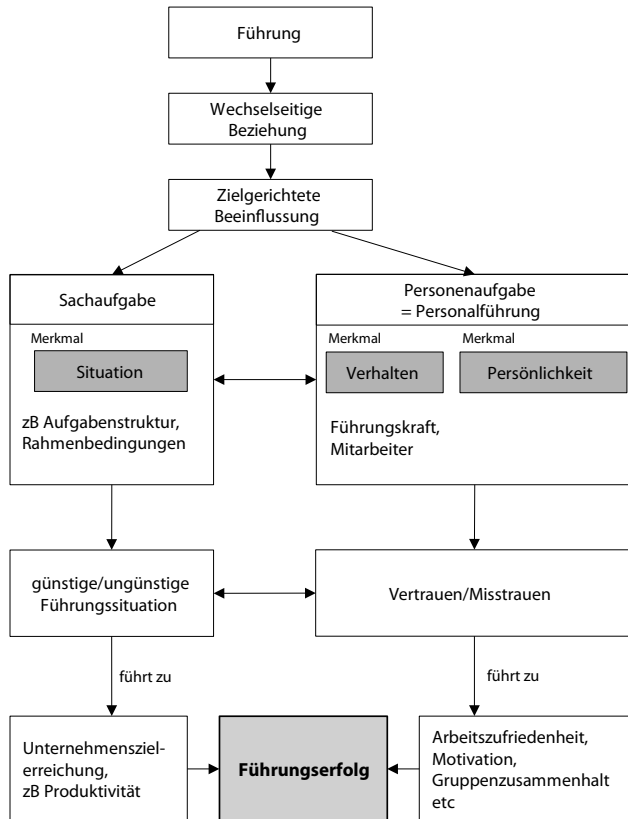 Führung
Wechselseitige
Beziehung
Zielgerichtete
Beeinflussung
Sachaufgabe
Merkmal
Situation
zB Aufgabenstruktur,
Rahmenbedingungen
Personenaufgabe
= Personalführung
Merkmal
Merkmal
Verhalten
Persönlichkeit
Führungskraft,
Mitarbeiter
günstige/ungünstige
Führungssituation
Vertrauen/Misstrauen
führt zu
führt zu
Unternehmensziel-
erreichung,
zB Produktivität
Führungserfolg
Arbeitszufriedenheit,
Motivation,
Gruppenzusammenhalt
etc